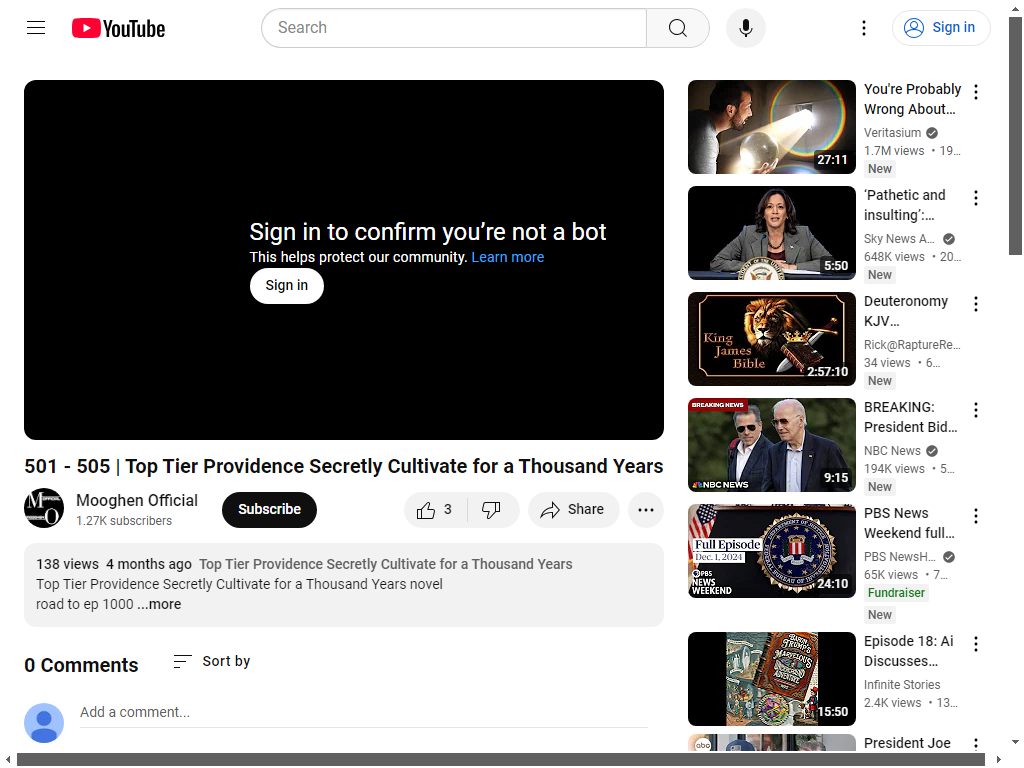 YouTube
Search
Sign in
Sign in to confirm you’re not a bot
This helps protect our community. Learn more
Sign in
501 - 505 | Top Tier Providence Secretly Cultivate for a Thousand Years
Mooghen Official
1.27K subscribers
Subscribe
3
Share
138 views 4 months ago Top Tier Providence Secretly Cultivate for a Thousand Years
Top Tier Providence Secretly Cultivate for a Thousand Years novel
road to ep 1000 ...more
0 Comments
Sort by
Add a comment...
27:11
You're Probably
Wrong About...
Veritasium
1.7M views • 19...
New
5:50
‘Pathetic and
insulting’:...
Sky News A...
648K views • 20...
New
King
James
Bible
2:57:10
Deuteronomy
KJV...
Rick@RaptureRe...
34 views • 6...
New
BREAKING NEWS
NBC NEWS
9:15
BREAKING:
President Bid...
NBC News
194K views • 5...
New
Full Episode
Dec. 1, 2024
PBS
NEWS
WEEKEND
24:10
PBS News
Weekend full...
PBS NewsH...
65K views • 7...
Fundraiser
New
BARON
TRUMP'S
MARVELOUS
UNDERGROUND
15:50
Episode 18: Ai
Discusses...
Infinite Stories
2.4K views • 13...
abc
President Joe